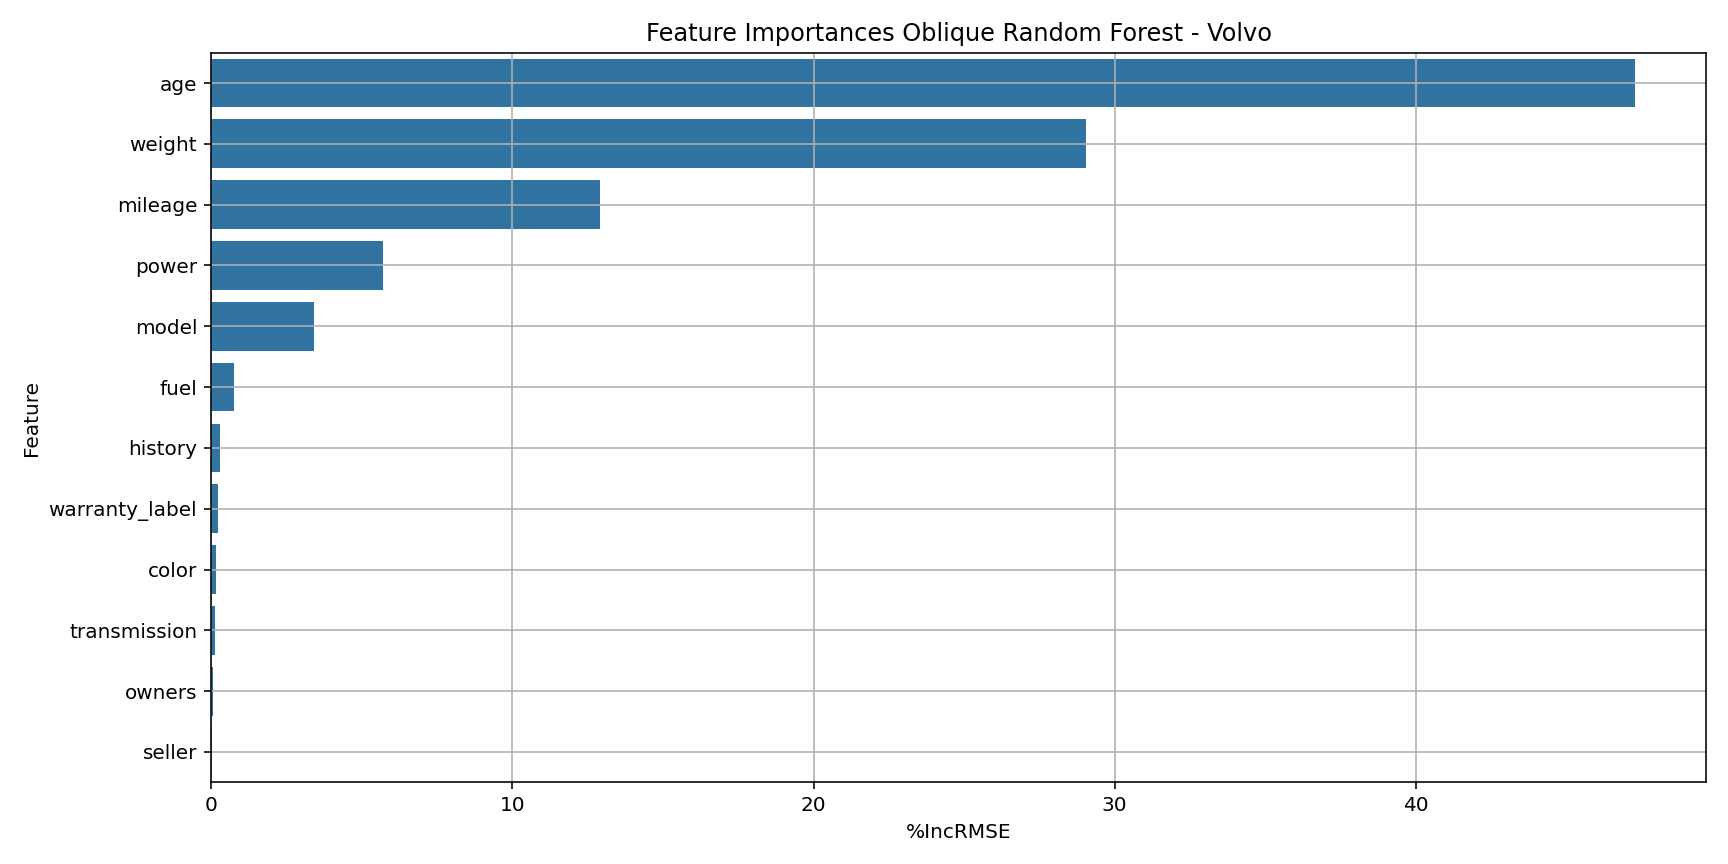 Feature Importances Oblique Random Forest - Volvo
age
weight
mileage
power
model
fuel
history
warranty_label
color
transmission
owners
seller
Feature
0 10 20 30 40
%IncRMSE